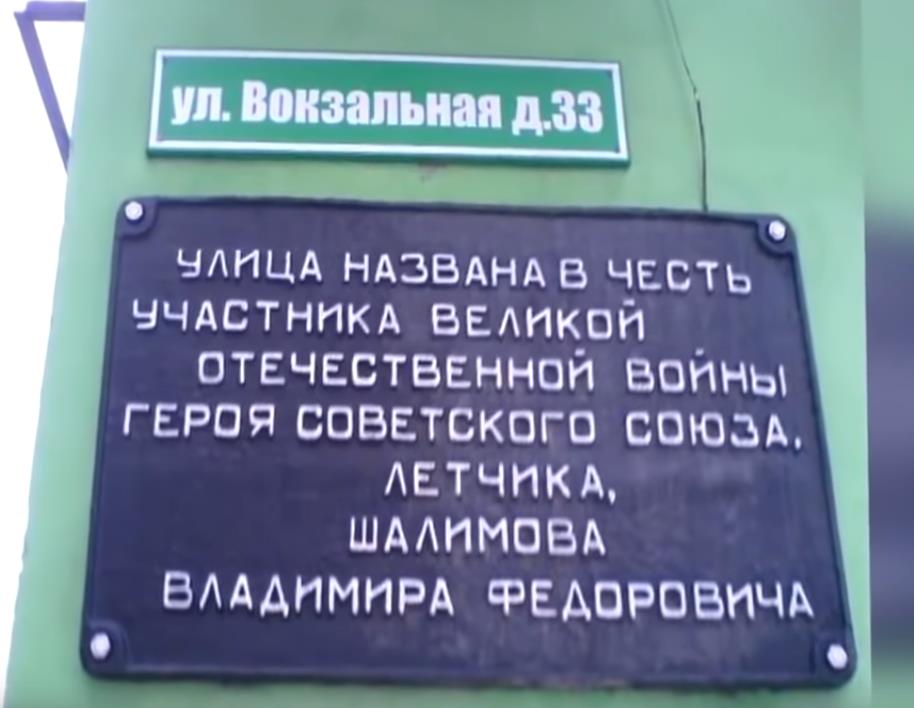 ул. Вокзальная д.33
УЛИЦА НАЗВАНА В ЧЕСТЬ
УЧАСТНИКА ВЕЛИКОЙ
ОТЕЧЕСТВЕННОЙ ВОЙНЫ
ГЕРОЯ СОВЕТСКОГО СОЮЗА,
ЛЕТЧИКА,
ШАЛИМОВА
ВЛАДИМИРА ФЕДОРОВИЧА